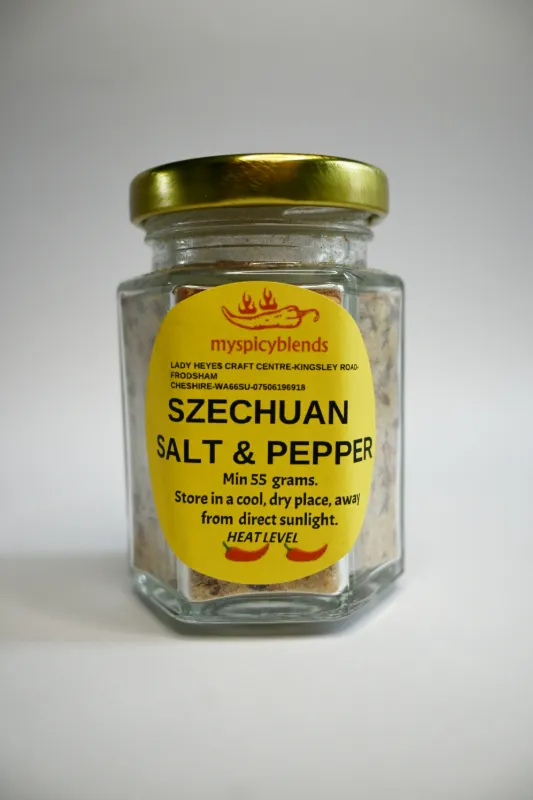 myspicyblends
LADY HEYES CRAFT CENTRE-KINGSLEY ROAD-
FRODSHAM
CHESHIRE-WA66SU-07506196918
SZECHUAN
SALT & PEPPER
Min 55 grams.
Store in a cool, dry place, away
from direct sunlight.
HEAT LEVEL